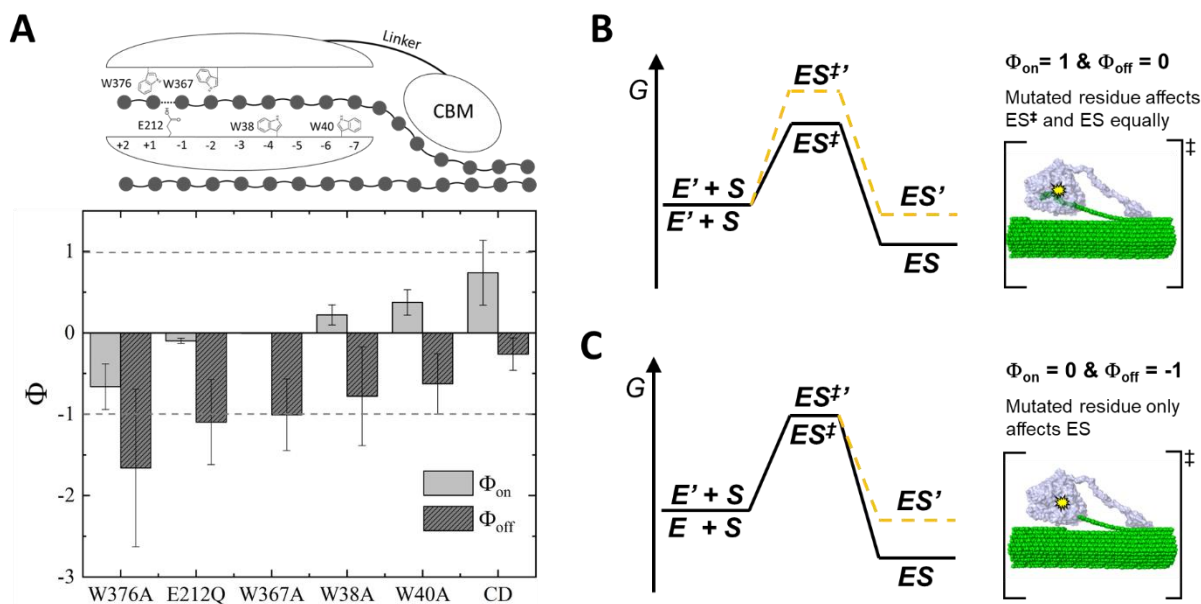 A
Linker
W376 W367
CBM
E212
W38
W40
+2 +1 -1 -2 -3 -4 -5 -6 -7
1
0
-1
-2
-3
Φ
Φon
Φoff
W376A E212Q W367A W38A W40A CD
B
G
ES‡’
ES‡
E’ + S
E’ + S
ES’
ES
Φon= 1 & Φoff = 0
Mutated residue affects
ES‡ and ES equally
‡
C
G
ES‡’
ES‡
E’ + S
E + S
ES’
ES
Φon = 0 & Φoff = -1
Mutated residue only
affects ES
‡